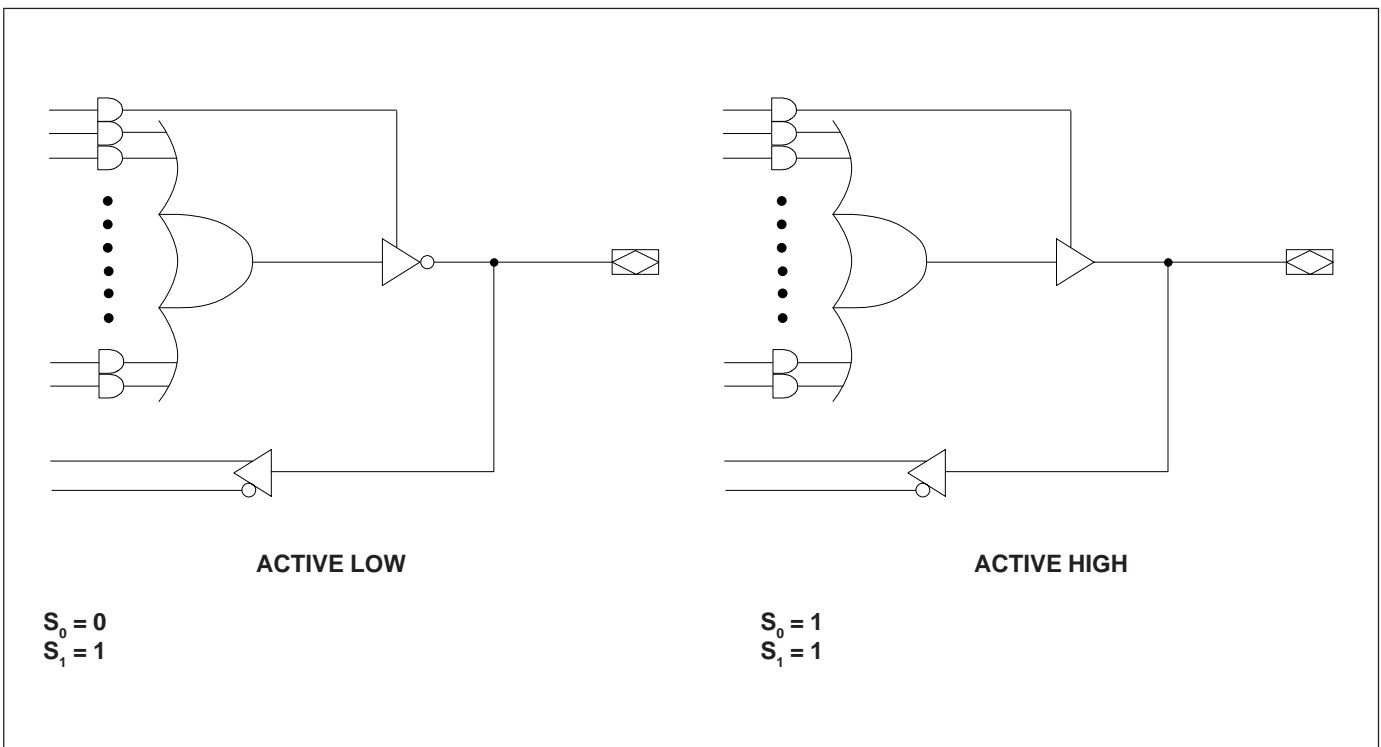 ACTIVE LOW
ACTIVE HIGH
S₀ = 0
S₁ = 1
S₀ = 1
S₁ = 1